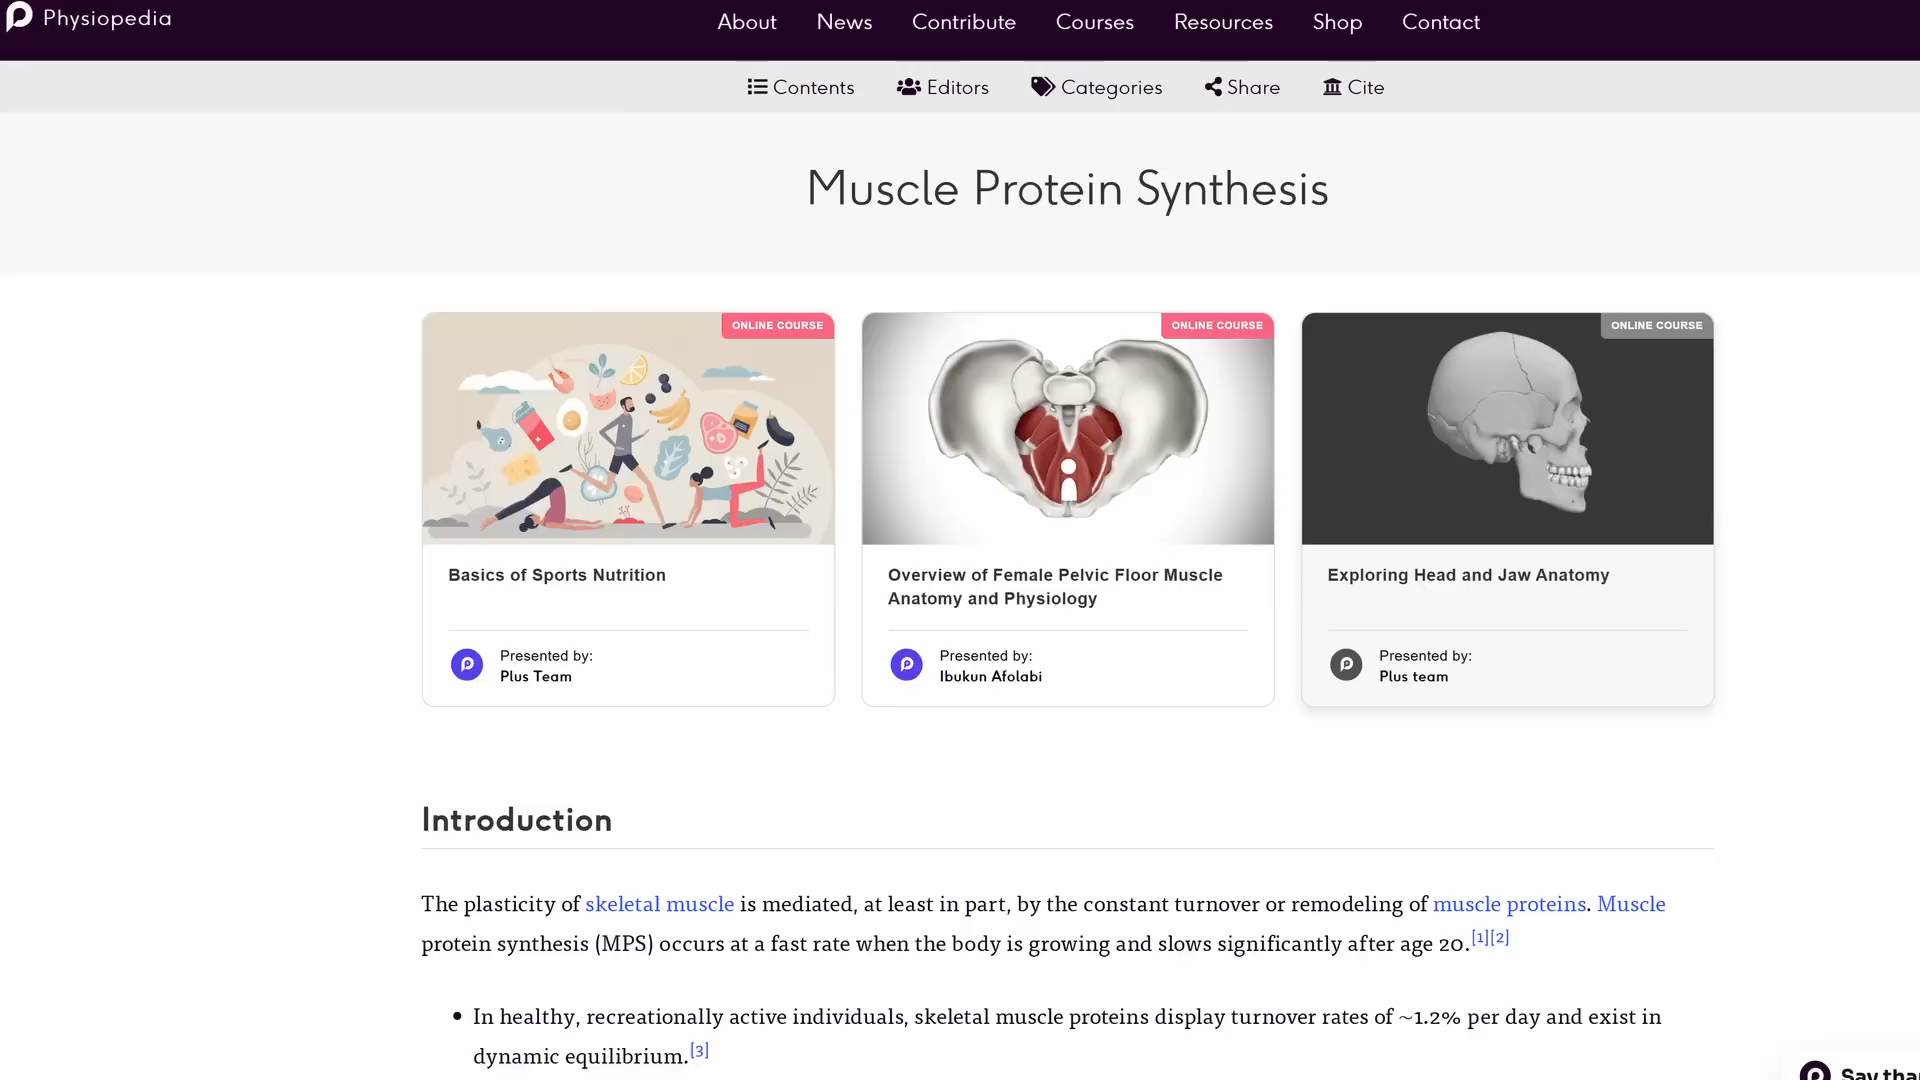 Physiopedia
About
News
Contribute
Courses
Resources
Shop
Contact
Contents
Editors
Categories
Share
Cite
Muscle Protein Synthesis
ONLINE COURSE
Basics of Sports Nutrition
Presented by:
Plus Team
ONLINE COURSE
Overview of Female Pelvic Floor Muscle
Anatomy and Physiology
Presented by:
Ibukun Afolabi
ONLINE COURSE
Exploring Head and Jaw Anatomy
Presented by:
Plus team
Introduction
The plasticity of skeletal muscle is mediated, at least in part, by the constant turnover or remodeling of muscle proteins. Muscle
protein synthesis (MPS) occurs at a fast rate when the body is growing and slows significantly after age 20.[1][2]
• In healthy, recreationally active individuals, skeletal muscle proteins display turnover rates of ~1.2% per day and exist in
dynamic equilibrium.[3]
Say